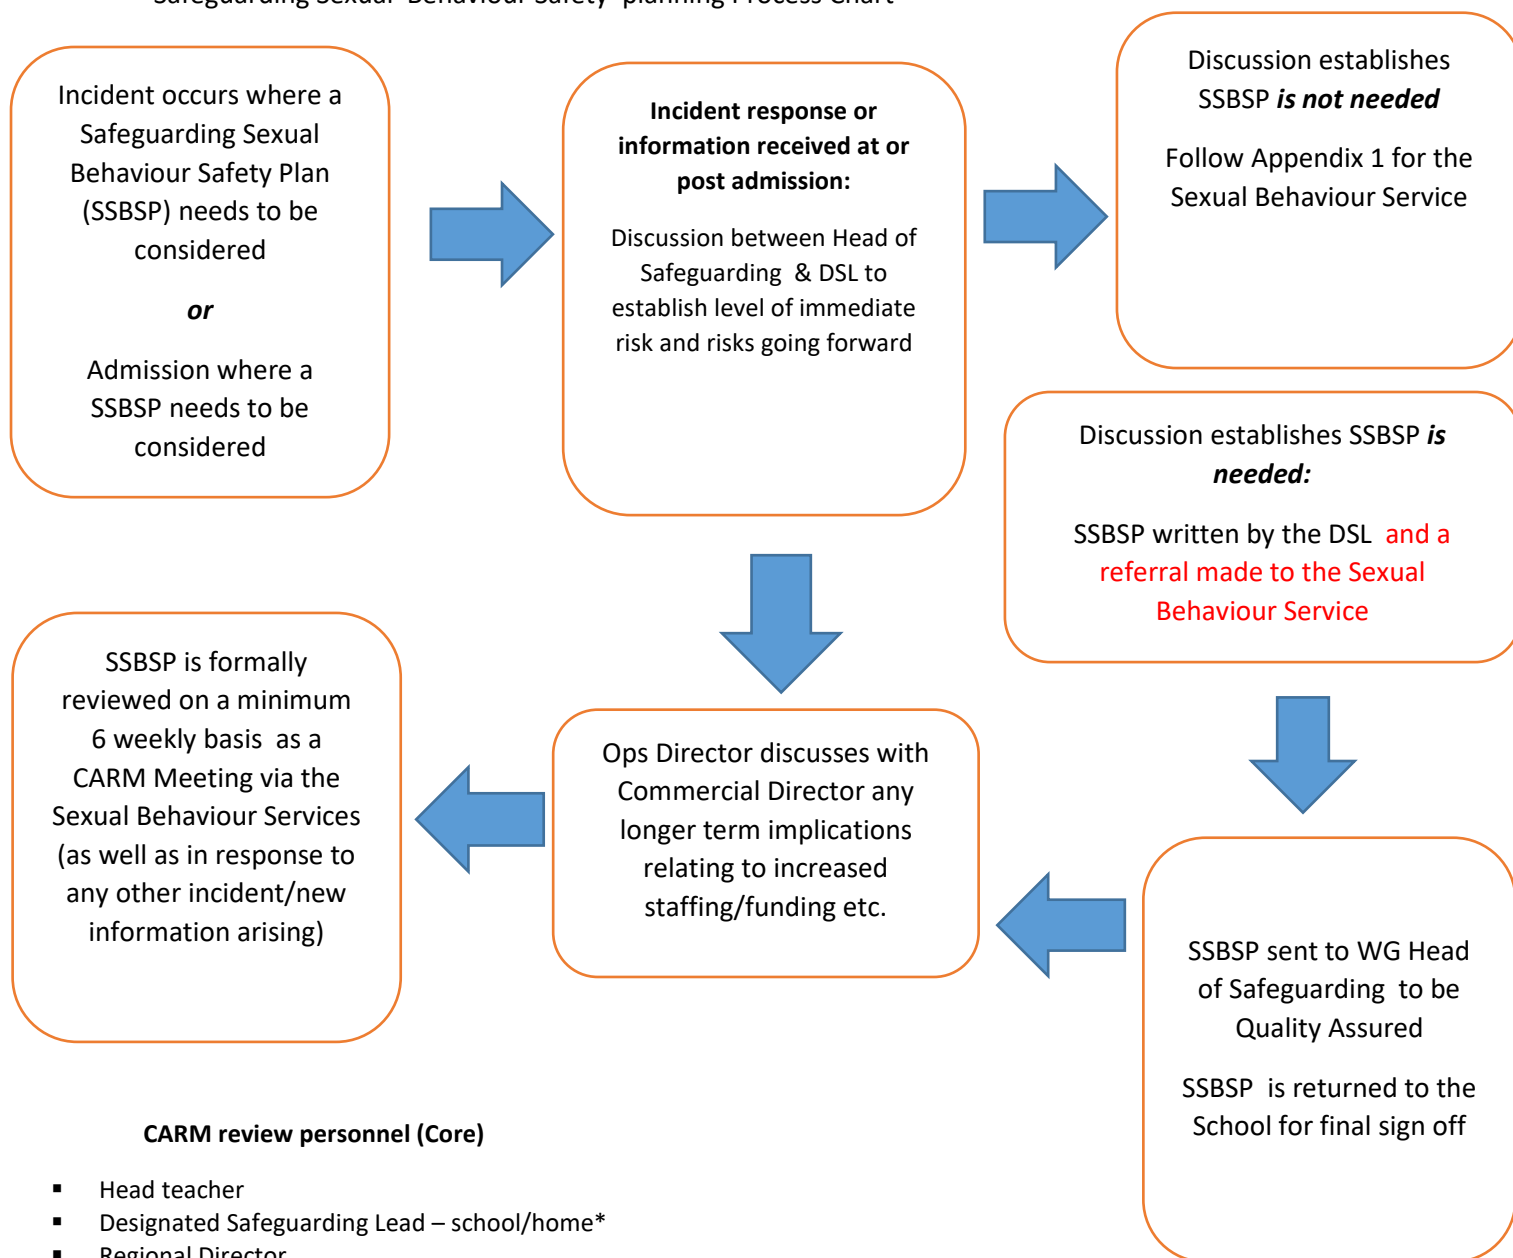 Safeguarding Sexual Behaviour Safety planning Process Chart
Incident occurs where a
Safeguarding Sexual
Behaviour Safety Plan
(SSBSP) needs to be
considered
or
Admission where a
SSBSP needs to be
considered
Incident response or
information received at or
post admission:
Discussion between Head of
Safeguarding & DSL to
establish level of immediate
risk and risks going forward
Discussion establishes
SSBSP is not needed
Follow Appendix 1 for the
Sexual Behaviour Service
Discussion establishes SSBSP is
needed:
SSBSP written by the DSL and a
referral made to the Sexual
Behaviour Service
SSBSP is formally
reviewed on a minimum
6 weekly basis as a
CARM Meeting via the
Sexual Behaviour Services
(as well as in response to
any other incident/new
information arising)
Ops Director discusses with
Commercial Director any
longer term implications
relating to increased
staffing/funding etc.
SSBSP sent to WG Head
of Safeguarding to be
Quality Assured
SSBSP is returned to the
School for final sign off
CARM review personnel (Core)
▪ Head teacher
▪ Designated Safeguarding Lead – school/home*
▪ Regional Director